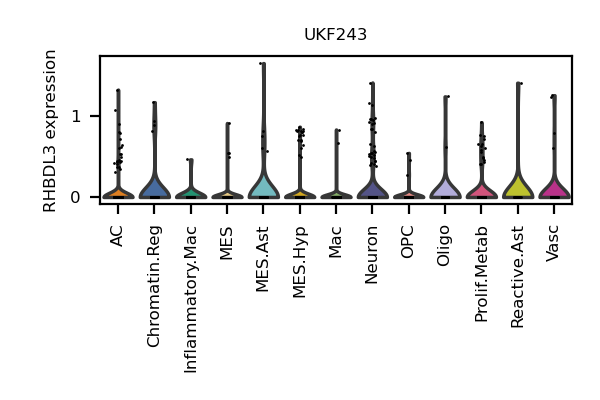 UKF243
RHBDL3 expression
1
0
AC
Chromatin.Reg
Inflammatory.Mac
MES
MES.Ast
MES.Hyp
Mac
Neuron
OPC
Oligo
Prolif.Metab
Reactive.Ast
Vasc